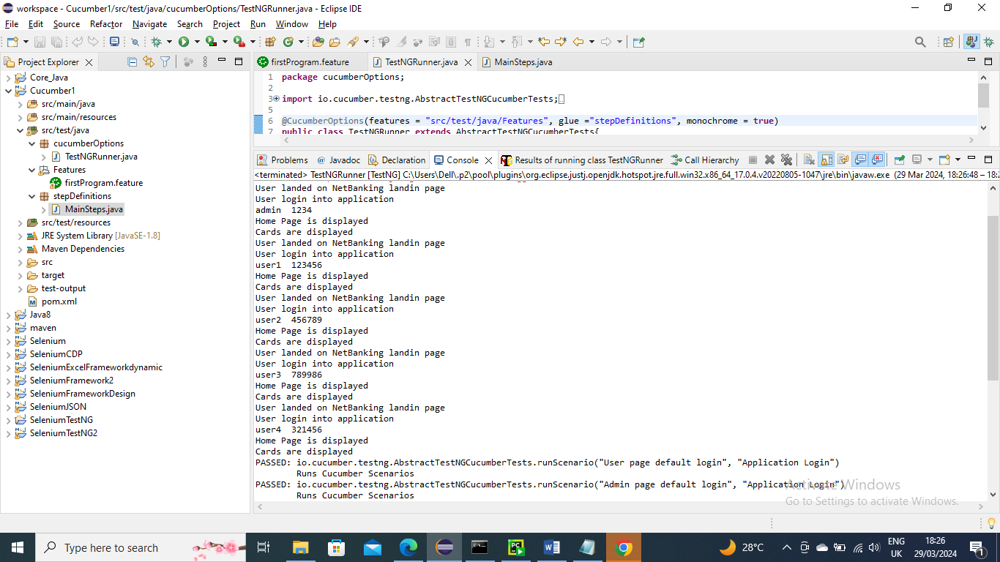 workspace - Cucumber1/src/test/java/cucumberOptions/TestNGRunner.java - Eclipse IDE
File Edit Source Refactor Navigate Search Project Run Window Help
Project Explorer
Core_Java
Cucumber1
src/main/java
src/main/resources
src/test/java
cucumberOptions
TestNGRunner.java
Features
firstProgram.feature
stepDefinitions
MainSteps.java
src/test/resources
JRE System Library [JavaSE-1.8]
Maven Dependencies
src
target
test-output
pom.xml
Java8
maven
Selenium
SeleniumCDP
SeleniumExcelFrameworkdynamic
SeleniumFramework2
SeleniumFrameworkDesign
SeleniumJSON
SeleniumTestNG
SeleniumTestNG2
firstProgram.feature TestNGRunner.java MainSteps.java
1 package cucumberOptions;
2
3 import io.cucumber.testng.AbstractTestNGCucumberTests;
5
6 @CucumberOptions(features = "src/test/java/Features", glue ="stepDefinitions", monochrome = true)
7 public class TestNGRunner extends AbstractTestNGCucumberTests{
Problems Javadoc Declaration Console Results of running class TestNGRunner Call Hierarchy
<terminated> TestNGRunner [TestNG] C:\Users\Dell\.p2\pool\plugins\org.eclipse.justj.openjdk.hotspot.jre.full.win32.x86_64_17.0.4.v20220805-1047\jre\bin\javaw.exe (29 Mar 2024, 18:26:48 – 18:2
User landed on NetBanking landin page
User login into application
admin 1234
Home Page is displayed
Cards are displayed
User landed on NetBanking landin page
User login into application
user1 123456
Home Page is displayed
Cards are displayed
User landed on NetBanking landin page
User login into application
user2 456789
Home Page is displayed
Cards are displayed
User landed on NetBanking landin page
User login into application
user3 789986
Home Page is displayed
Cards are displayed
User landed on NetBanking landin page
User login into application
user4 321456
Home Page is displayed
Cards are displayed
PASSED: io.cucumber.testng.AbstractTestNGCucumberTests.runScenario("User page default login", "Application Login")
Runs Cucumber Scenarios
PASSED: io.cucumber.testng.AbstractTestNGCucumberTests.runScenario("Admin page default login", "Application Login")
Runs Cucumber Scenarios
Activate Windows
Go to Settings to activate Windows.
Type here to search
28°C
ENG
UK
18:26
29/03/2024
1